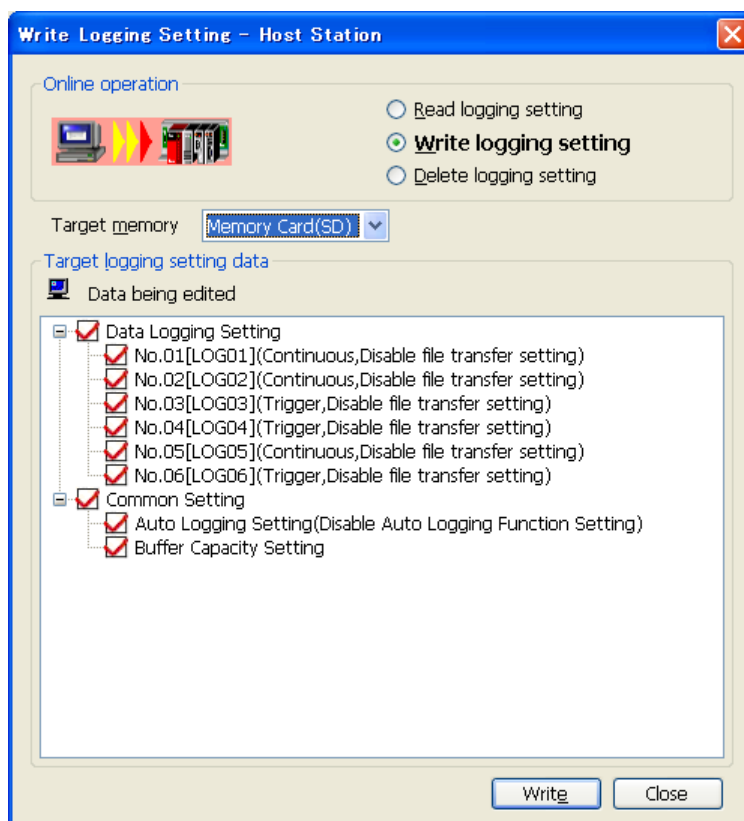 Write Logging Setting - Host Station
Online operation
Read logging setting
Write logging setting
Delete logging setting
Target memory Memory Card(SD)
Target logging setting data
Data being edited
Data Logging Setting
No.01[LOG01](Continuous,Disable file transfer setting)
No.02[LOG02](Continuous,Disable file transfer setting)
No.03[LOG03](Trigger,Disable file transfer setting)
No.04[LOG04](Trigger,Disable file transfer setting)
No.05[LOG05](Continuous,Disable file transfer setting)
No.06[LOG06](Trigger,Disable file transfer setting)
Common Setting
Auto Logging Setting(Disable Auto Logging Function Setting)
Buffer Capacity Setting
Write Close